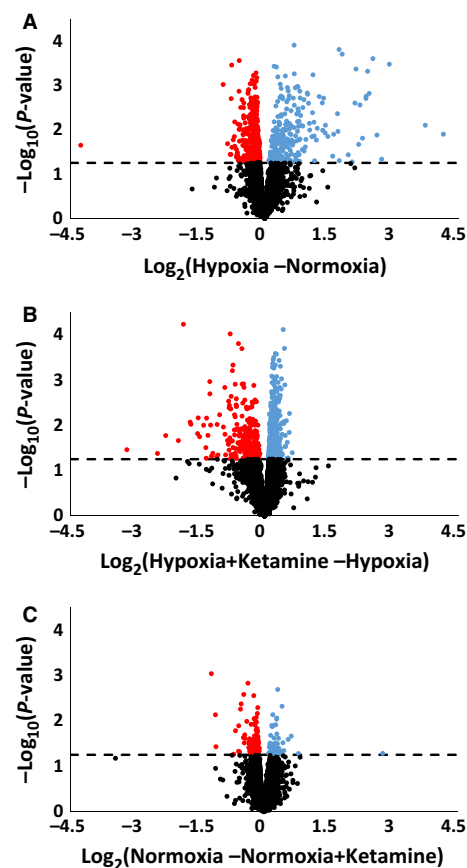 A
−Log10(P-value)
4
3
2
1
0
−4.5 −3 −1.5 0 1.5 3 4.5
Log2(Hypoxia −Normoxia)
B
−Log10(P-value)
4
3
2
1
0
−4.5 −3 −1.5 0 1.5 3 4.5
Log2(Hypoxia+Ketamine −Hypoxia)
C
−Log10(P-value)
4
3
2
1
0
−4.5 −3 −1.5 0 1.5 3 4.5
Log2(Normoxia −Normoxia+Ketamine)